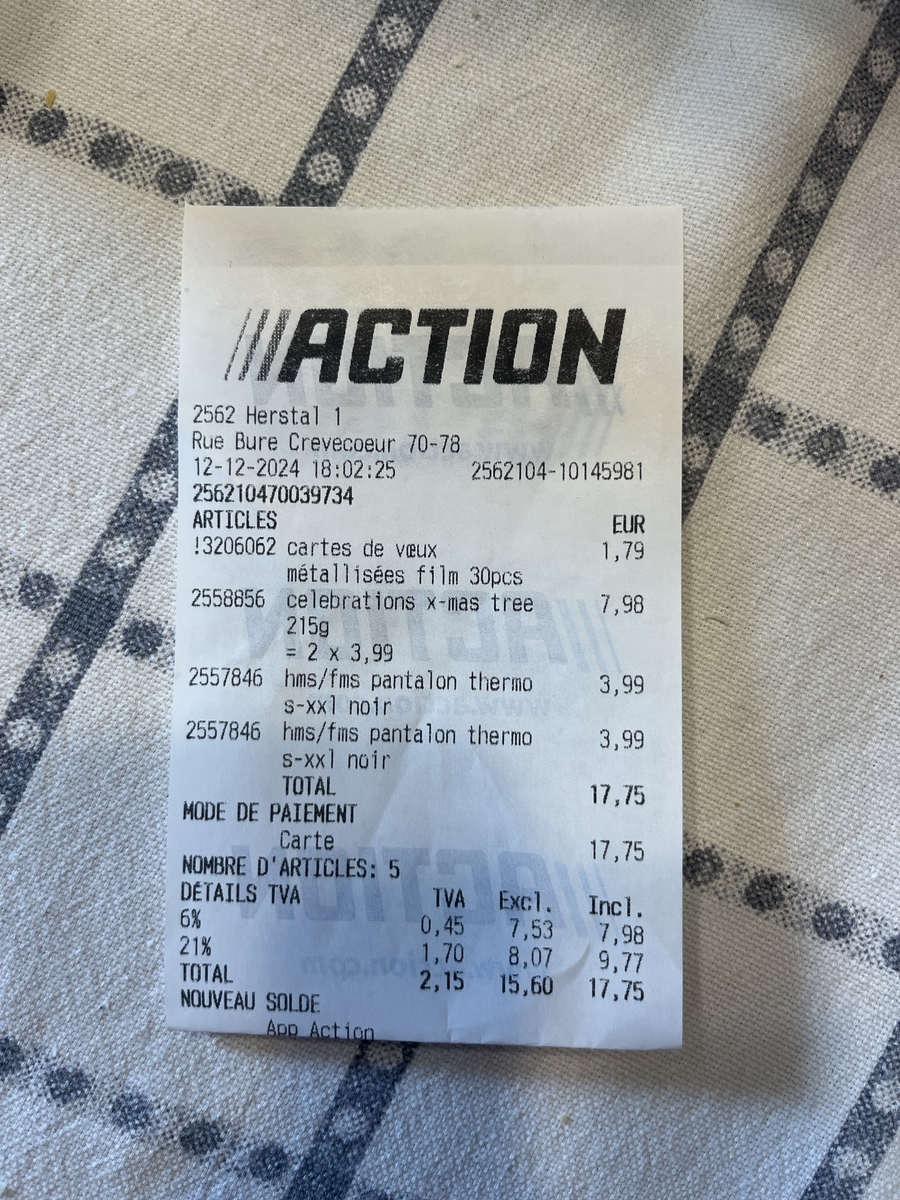 ACTION
2562 Herstal 1
Rue Bure Crevecoeur 70-78
12-12-2024 18:02:25 2562104-10145981
256210470039734
ARTICLES EUR
!3206062 cartes de vœux 1,79
métallisées film 30pcs
2558856 celebrations x-mas tree 7,98
215g
= 2 x 3,99
2557846 hms/fms pantalon thermo 3,99
s-xxl noir
2557846 hms/fms pantalon thermo 3,99
s-xxl noir
TOTAL 17,75
MODE DE PAIEMENT
Carte 17,75
NOMBRE D'ARTICLES: 5
DÉTAILS TVA TVA Excl. Incl.
6% 0,45 7,53 7,98
21% 1,70 8,07 9,77
TOTAL 2,15 15,60 17,75
NOUVEAU SOLDE
App Action